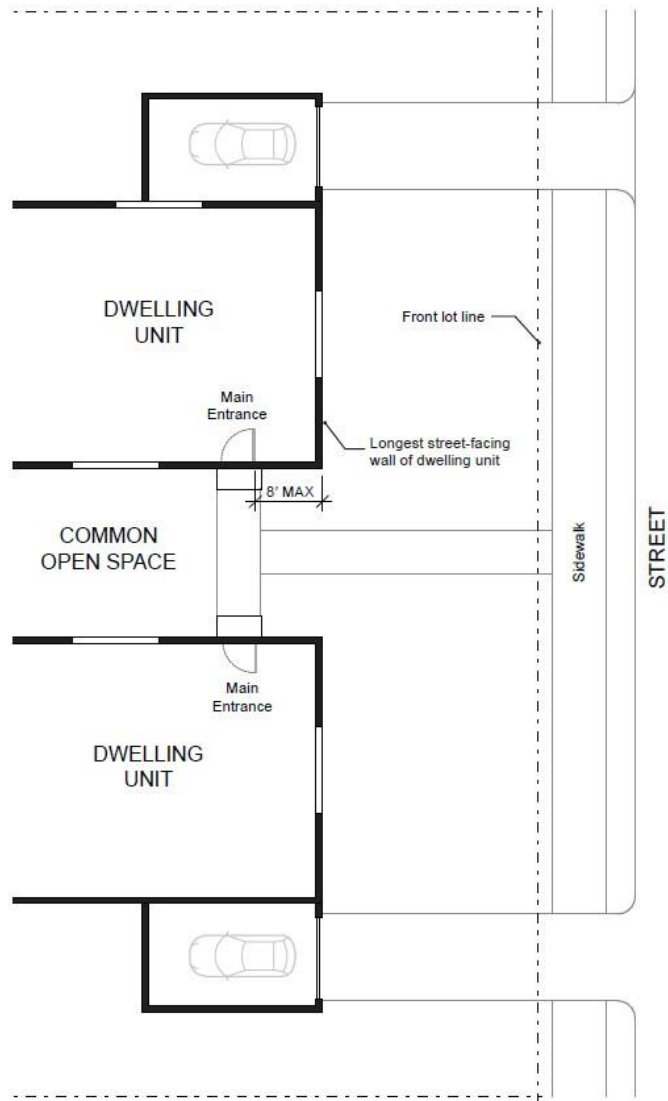 DWELLING
UNIT
Front lot line
Main
Entrance
Longest street-facing
wall of dwelling unit
8' MAX
COMMON
OPEN SPACE
Sidewalk
STREET
Main
Entrance
DWELLING
UNIT